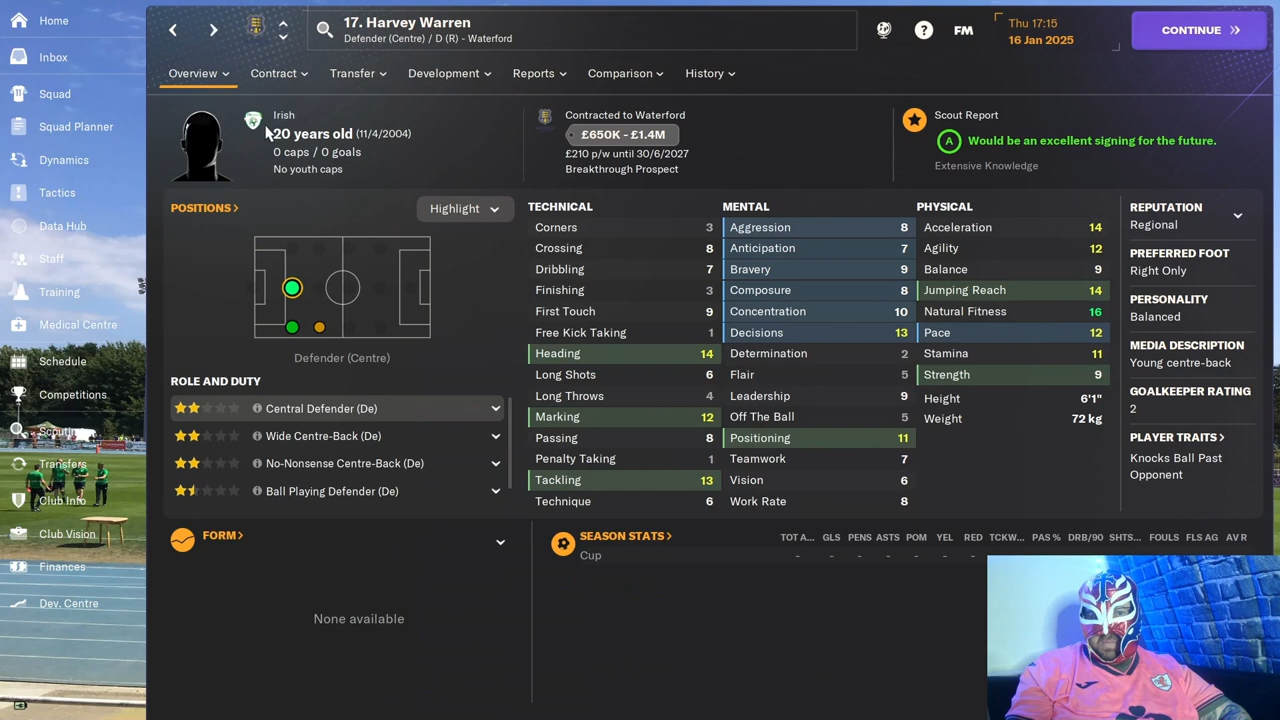 Home
Inbox
Squad
Squad Planner
Dynamics
Tactics
Data Hub
Staff
Training
Medical Centre
Schedule
Competitions
Scouting
Transfers
Club Info
Club Vision
Finances
Dev. Centre
17. Harvey Warren
Defender (Centre) / D (R) - Waterford
?
FM
Thu 17:15
16 Jan 2025
CONTINUE
Overview
Contract
Transfer
Development
Reports
Comparison
History
Irish
20 years old (11/4/2004)
0 caps / 0 goals
No youth caps
Contracted to Waterford
£650K - £1.4M
£210 p/w until 30/6/2027
Breakthrough Prospect
Scout Report
A Would be an excellent signing for the future.
Extensive Knowledge
POSITIONS >
Highlight
Defender (Centre)
ROLE AND DUTY
Central Defender (De)
Wide Centre-Back (De)
No-Nonsense Centre-Back (De)
Ball Playing Defender (De)
TECHNICAL
Corners 3
Crossing 8
Dribbling 7
Finishing 3
First Touch 9
Free Kick Taking 1
Heading 14
Long Shots 6
Long Throws 4
Marking 12
Passing 8
Penalty Taking 1
Tackling 13
Technique 6
MENTAL
Aggression 8
Anticipation 7
Bravery 9
Composure 8
Concentration 10
Decisions 13
Determination 2
Flair 5
Leadership 9
Off The Ball 5
Positioning 11
Teamwork 7
Vision 6
Work Rate 8
PHYSICAL
Acceleration 14
Agility 12
Balance 9
Jumping Reach 14
Natural Fitness 16
Pace 12
Stamina 11
Strength 9
Height 6'1"
Weight 72 kg
REPUTATION
Regional
PREFERRED FOOT
Right Only
PERSONALITY
Balanced
MEDIA DESCRIPTION
Young centre-back
GOALKEEPER RATING
2
PLAYER TRAITS >
Knocks Ball Past
Opponent
FORM >
None available
SEASON STATS >
TOT A... GLS PENS ASTS POM YEL RED TCKW... PAS % DRB/90 SHTS... FOULS FLS AG AV R
Cup - - - - - - -